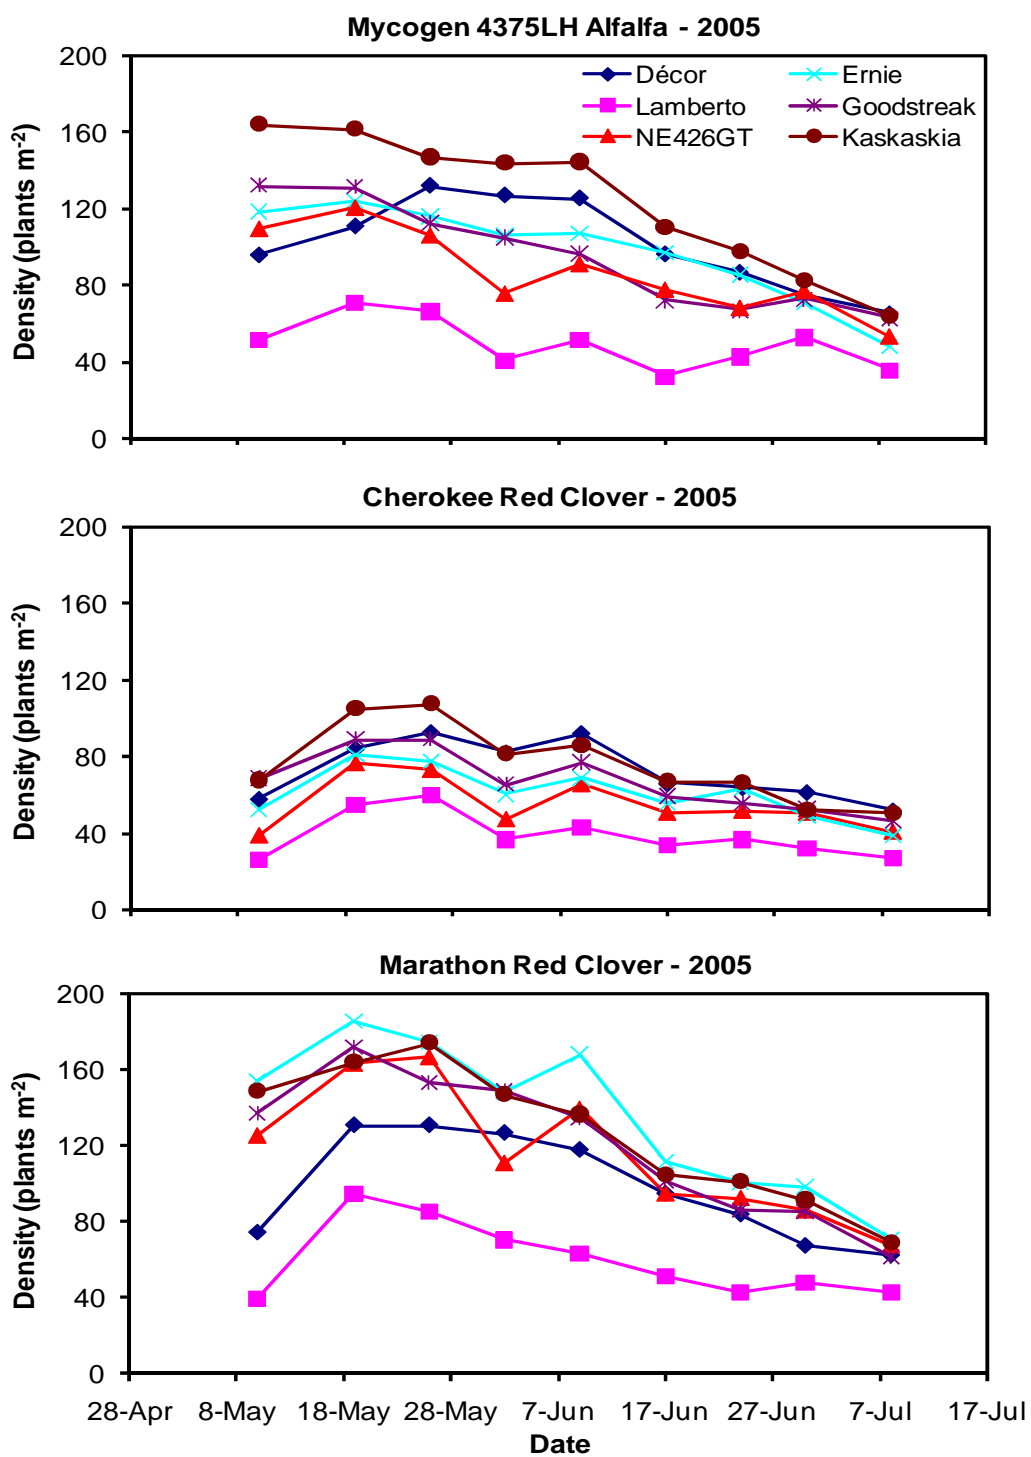 Mycogen 4375LH Alfalfa - 2005
Density (plants m-2)
200
160
120
80
40
0
Décor Ernie
Lamberto Goodstreak
NE426GT Kaskaskia
Cherokee Red Clover - 2005
Density (plants m-2)
200
160
120
80
40
0
Marathon Red Clover - 2005
Density (plants m-2)
200
160
120
80
40
0
28-Apr 8-May 18-May 28-May 7-Jun 17-Jun 27-Jun 7-Jul 17-Jul
Date